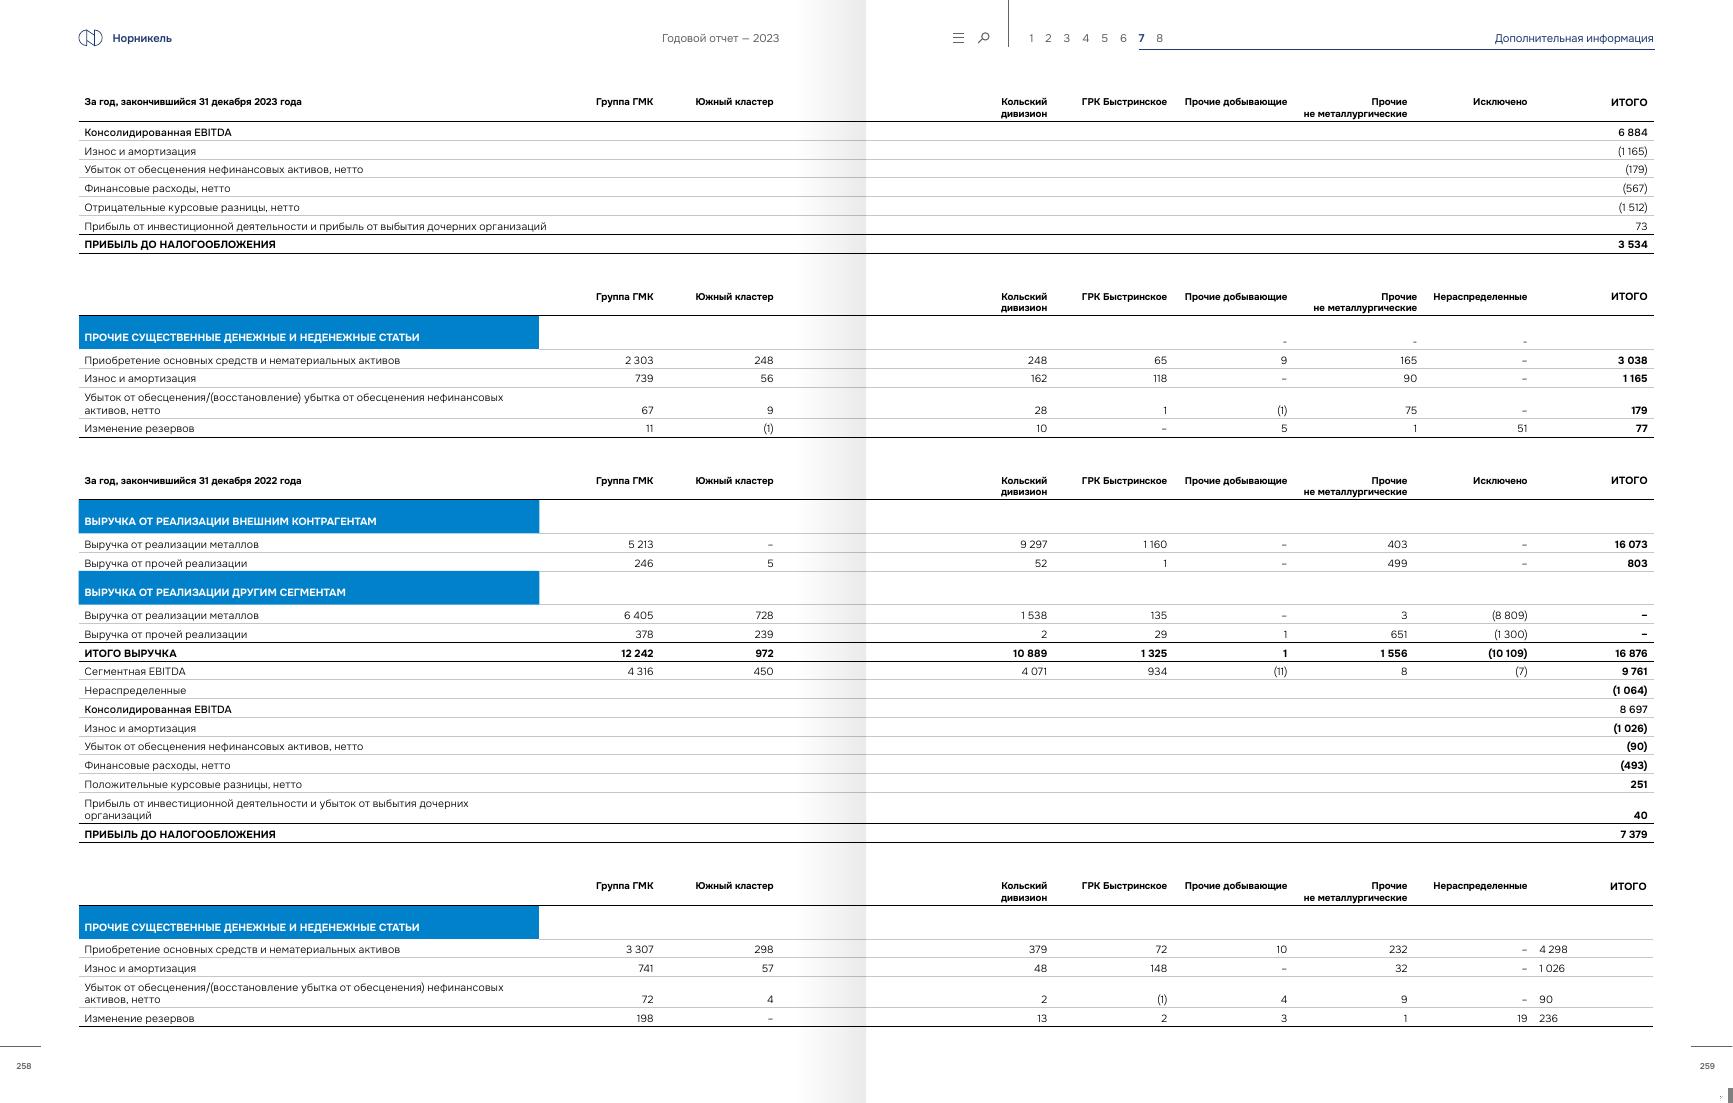 Норникель
Годовой отчет — 2023
1 2 3 4 5 6 7 8
Дополнительная информация
За год, закончившийся 31 декабря 2023 года Группа ГМК Южный кластер Кольский дивизион ГРК Быстринское Прочие добывающие Прочие не металлургические Исключено ИТОГО
Консолидированная EBITDA 6 884
Износ и амортизация (1 165)
Убыток от обесценения нефинансовых активов, нетто (179)
Финансовые расходы, нетто (567)
Отрицательные курсовые разницы, нетто (1 512)
Прибыль от инвестиционной деятельности и прибыль от выбытия дочерних организаций 73
ПРИБЫЛЬ ДО НАЛОГООБЛОЖЕНИЯ 3 534
Группа ГМК Южный кластер Кольский дивизион ГРК Быстринское Прочие добывающие Прочие не металлургические Нераспределенные ИТОГО
ПРОЧИЕ СУЩЕСТВЕННЫЕ ДЕНЕЖНЫЕ И НЕДЕНЕЖНЫЕ СТАТЬИ - - -
Приобретение основных средств и нематериальных активов 2 303 248 248 65 9 165 – 3 038
Износ и амортизация 739 56 162 118 – 90 – 1 165
Убыток от обесценения/(восстановление) убытка от обесценения нефинансовых
активов, нетто 67 9 28 1 (1) 75 – 179
Изменение резервов 11 (1) 10 – 5 1 51 77
За год, закончившийся 31 декабря 2022 года Группа ГМК Южный кластер Кольский дивизион ГРК Быстринское Прочие добывающие Прочие не металлургические Исключено ИТОГО
ВЫРУЧКА ОТ РЕАЛИЗАЦИИ ВНЕШНИМ КОНТРАГЕНТАМ
Выручка от реализации металлов 5 213 – 9 297 1 160 – 403 – 16 073
Выручка от прочей реализации 246 5 52 1 – 499 – 803
ВЫРУЧКА ОТ РЕАЛИЗАЦИИ ДРУГИМ СЕГМЕНТАМ
Выручка от реализации металлов 6 405 728 1 538 135 – 3 (8 809) –
Выручка от прочей реализации 378 239 2 29 1 651 (1 300) –
ИТОГО ВЫРУЧКА 12 242 972 10 889 1 325 1 1 556 (10 109) 16 876
Сегментная EBITDA 4 316 450 4 071 934 (11) 8 (7) 9 761
Нераспределенные (1 064)
Консолидированная EBITDA 8 697
Износ и амортизация (1 026)
Убыток от обесценения нефинансовых активов, нетто (90)
Финансовые расходы, нетто (493)
Положительные курсовые разницы, нетто 251
Прибыль от инвестиционной деятельности и убыток от выбытия дочерних
организаций 40
ПРИБЫЛЬ ДО НАЛОГООБЛОЖЕНИЯ 7 379
Группа ГМК Южный кластер Кольский дивизион ГРК Быстринское Прочие добывающие Прочие не металлургические Нераспределенные ИТОГО
ПРОЧИЕ СУЩЕСТВЕННЫЕ ДЕНЕЖНЫЕ И НЕДЕНЕЖНЫЕ СТАТЬИ
Приобретение основных средств и нематериальных активов 3 307 298 379 72 10 232 – 4 298
Износ и амортизация 741 57 48 148 – 32 – 1 026
Убыток от обесценения/(восстановление убытка от обесценения) нефинансовых
активов, нетто 72 4 2 (1) 4 9 – 90
Изменение резервов 198 – 13 2 3 1 19 236
258
259